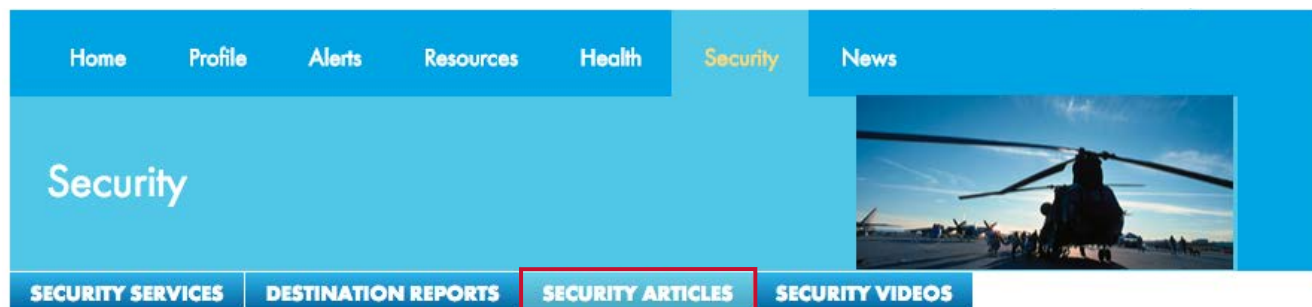 Home Profile Alerts Resources Health Security News
Security
SECURITY SERVICES DESTINATION REPORTS SECURITY ARTICLES SECURITY VIDEOS